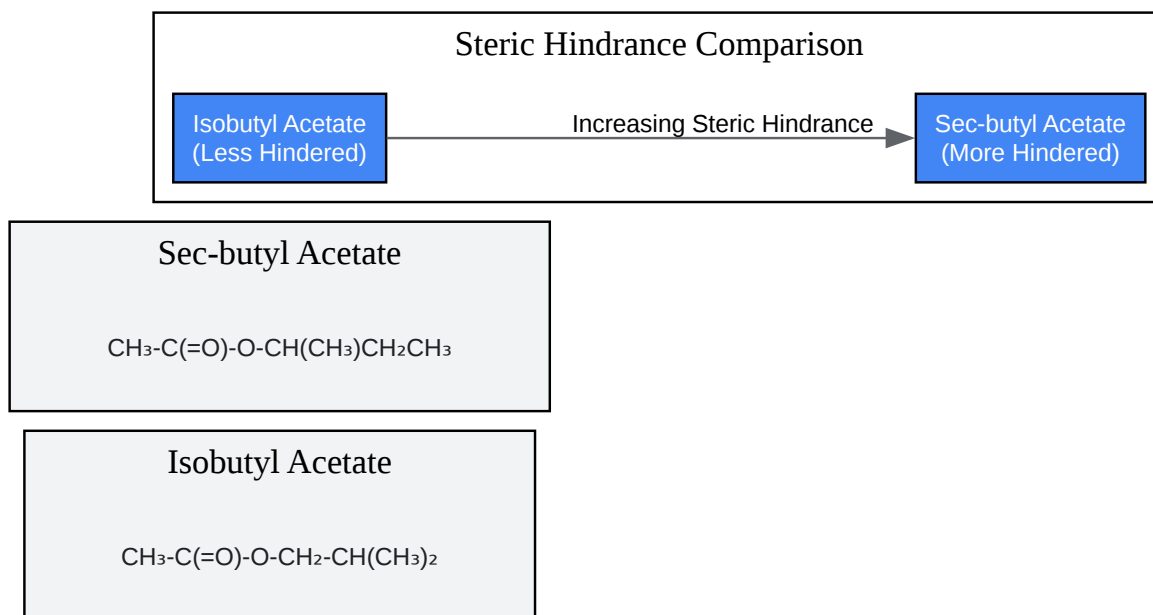 Steric Hindrance Comparison
Isobutyl Acetate
(Less Hindered)
Increasing Steric Hindrance
Sec-butyl Acetate
(More Hindered)
Sec-butyl Acetate
CH₃-C(=O)-O-CH(CH₃)CH₂CH₃
Isobutyl Acetate
CH₃-C(=O)-O-CH₂-CH(CH₃)₂